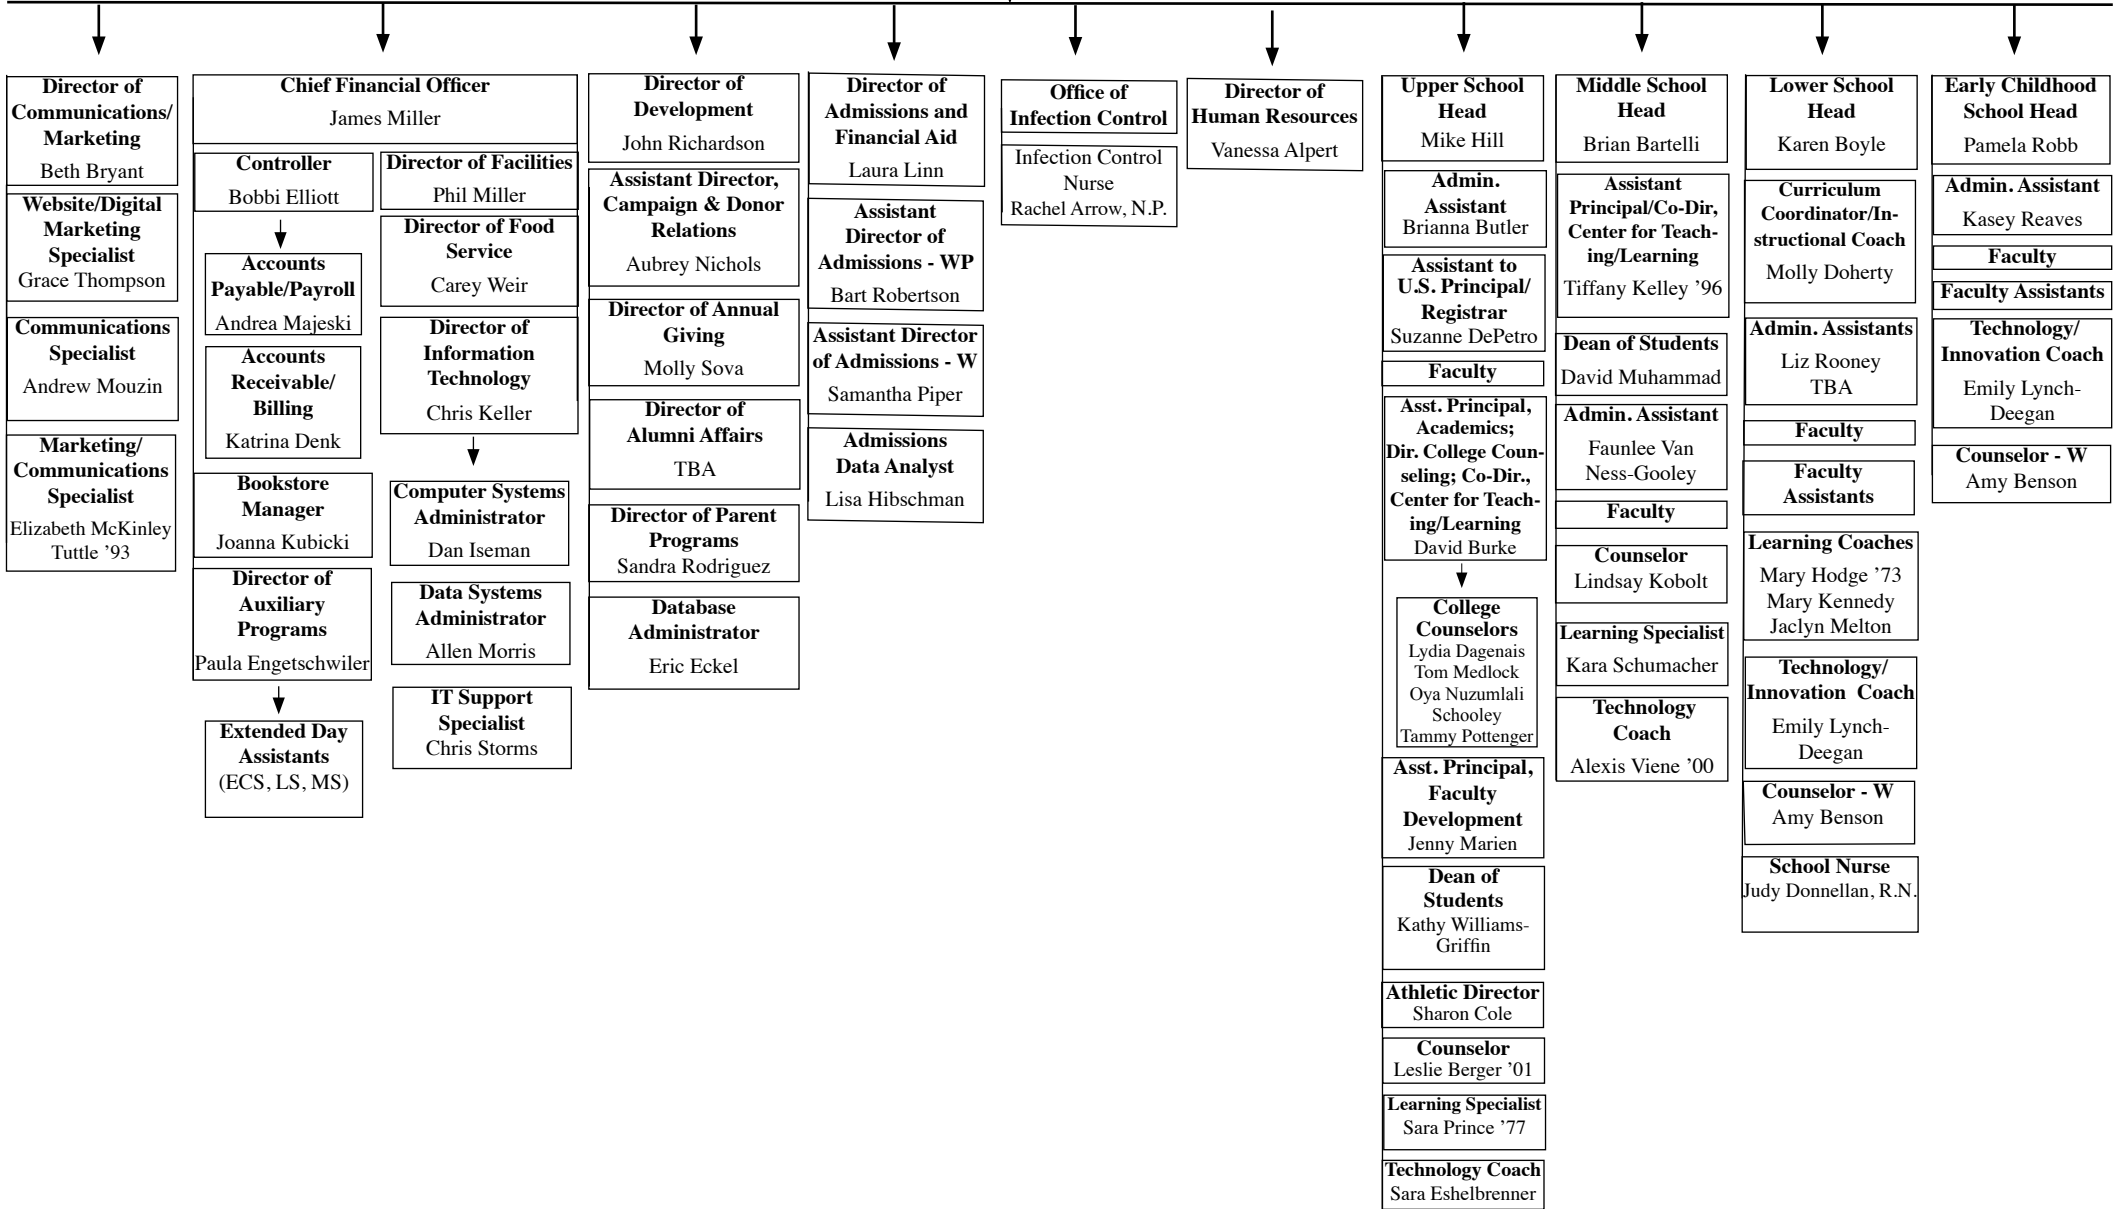 Director of
Communications/
Marketing
Beth Bryant
Website/Digital
Marketing
Specialist
Grace Thompson
Communications
Specialist
Andrew Mouzin
Marketing/
Communications
Specialist
Elizabeth McKinley
Tuttle ’93
Chief Financial Officer
James Miller
Controller
Bobbi Elliott
Accounts
Payable/Payroll
Andrea Majeski
Accounts
Receivable/
Billing
Katrina Denk
Bookstore
Manager
Joanna Kubicki
Director of
Auxiliary
Programs
Paula Engetschwiler
Extended Day
Assistants
(ECS, LS, MS)
Director of Facilities
Phil Miller
Director of Food
Service
Carey Weir
Director of
Information
Technology
Chris Keller
Computer Systems
Administrator
Dan Iseman
Data Systems
Administrator
Allen Morris
IT Support
Specialist
Chris Storms
Director of
Development
John Richardson
Assistant Director,
Campaign & Donor
Relations
Aubrey Nichols
Director of Annual
Giving
Molly Sova
Director of
Alumni Affairs
TBA
Director of Parent
Programs
Sandra Rodriguez
Database
Administrator
Eric Eckel
Director of
Admissions and
Financial Aid
Laura Linn
Assistant
Director of
Admissions - WP
Bart Robertson
Assistant Director
of Admissions - W
Samantha Piper
Admissions
Data Analyst
Lisa Hibschman
Office of
Infection Control
Infection Control
Nurse
Rachel Arrow, N.P.
Director of
Human Resources
Vanessa Alpert
Upper School
Head
Mike Hill
Admin.
Assistant
Brianna Butler
Assistant to
U.S. Principal/
Registrar
Suzanne DePetro
Faculty
Asst. Principal,
Academics;
Dir. College Coun-
seling; Co-Dir.,
Center for Teach-
ing/Learning
David Burke
College
Counselors
Lydia Dagenais
Tom Medlock
Oya Nuzumlali
Schooley
Tammy Pottenger
Asst. Principal,
Faculty
Development
Jenny Marien
Dean of
Students
Kathy Williams-
Griffin
Athletic Director
Sharon Cole
Counselor
Leslie Berger ’01
Learning Specialist
Sara Prince ’77
Technology Coach
Sara Eshelbrenner
Middle School
Head
Brian Bartelli
Assistant
Principal/Co-Dir,
Center for Teach-
ing/Learning
Tiffany Kelley ’96
Dean of Students
David Muhammad
Admin. Assistant
Faunlee Van
Ness-Gooley
Faculty
Counselor
Lindsay Kobolt
Learning Specialist
Kara Schumacher
Technology
Coach
Alexis Viene ’00
Lower School
Head
Karen Boyle
Curriculum
Coordinator/In-
structional Coach
Molly Doherty
Admin. Assistants
Liz Rooney
TBA
Faculty
Faculty
Assistants
Learning Coaches
Mary Hodge ’73
Mary Kennedy
Jaclyn Melton
Technology/
Innovation Coach
Emily Lynch-
Deegan
Counselor - W
Amy Benson
School Nurse
Judy Donnellan, R.N.
Early Childhood
School Head
Pamela Robb
Admin. Assistant
Kasey Reaves
Faculty
Faculty Assistants
Technology/
Innovation Coach
Emily Lynch-
Deegan
Counselor - W
Amy Benson